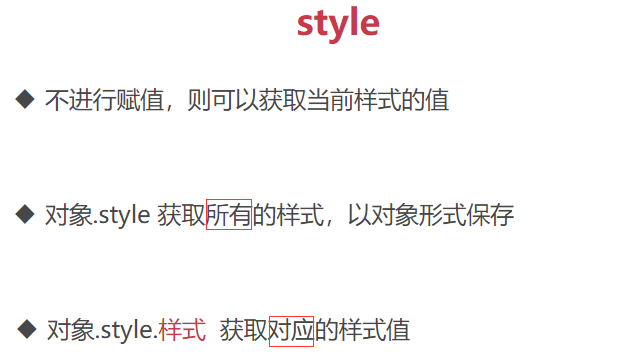 style
◆ 不进行赋值，则可以获取当前样式的值
◆ 对象.style 获取所有的样式，以对象形式保存
◆ 对象.style.样式 获取对应的样式值